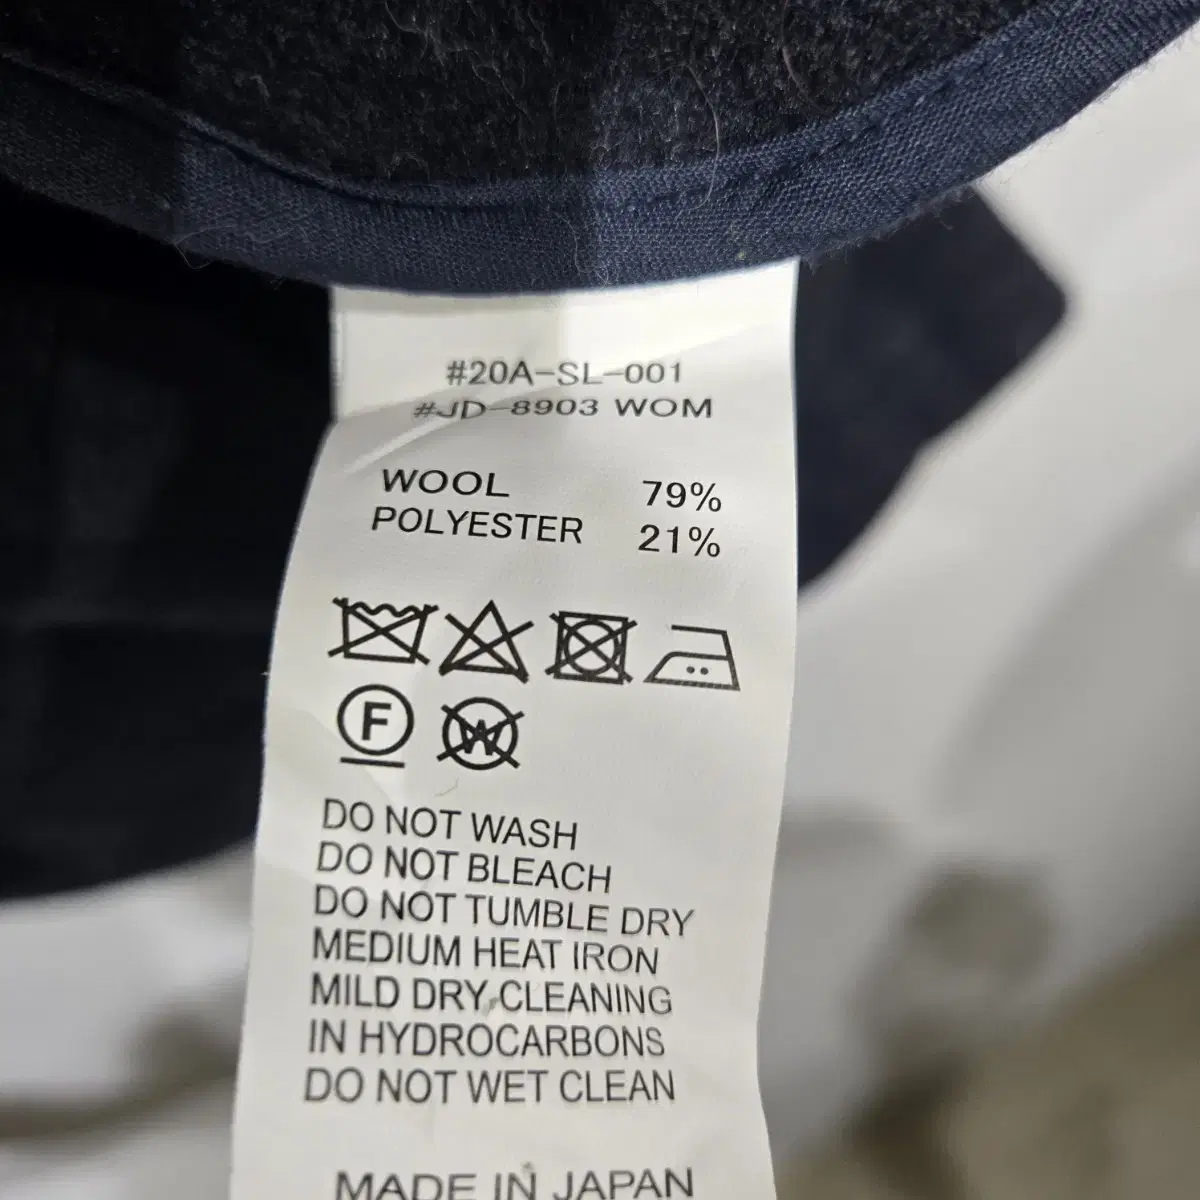 #20A-SL-001
#JD-8903 WOM
WOOL 79%
POLYESTER 21%
F W
DO NOT WASH
DO NOT BLEACH
DO NOT TUMBLE DRY
MEDIUM HEAT IRON
MILD DRY CLEANING
IN HYDROCARBONS
DO NOT WET CLEAN
MADE IN JAPAN